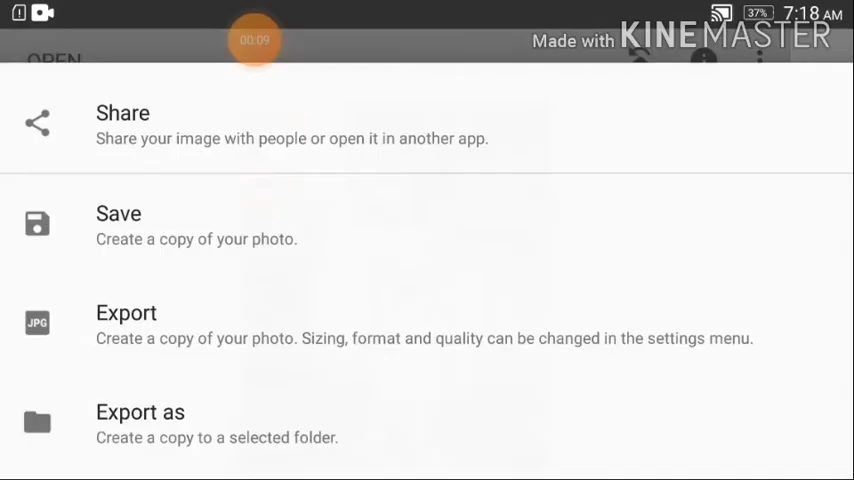 37% 7:18 AM
00:09
Made with KINEMASTER
OPEN
Share
Share your image with people or open it in another app.
Save
Create a copy of your photo.
JPG
Export
Create a copy of your photo. Sizing, format and quality can be changed in the settings menu.
Export as
Create a copy to a selected folder.